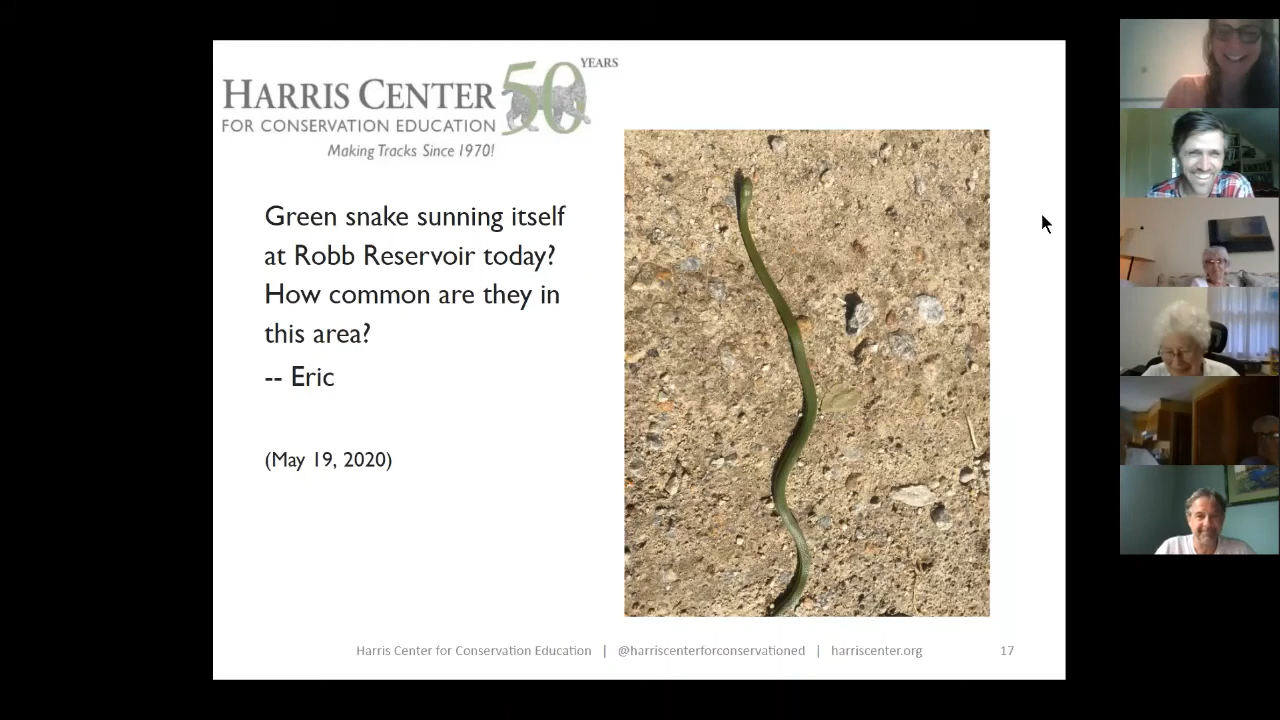 HARRIS CENTER 50 YEARS
FOR CONSERVATION EDUCATION
Making Tracks Since 1970!
Green snake sunning itself
at Robb Reservoir today?
How common are they in
this area?
-- Eric
(May 19, 2020)
Harris Center for Conservation Education | @harriscenterforconservationed | harriscenter.org 17